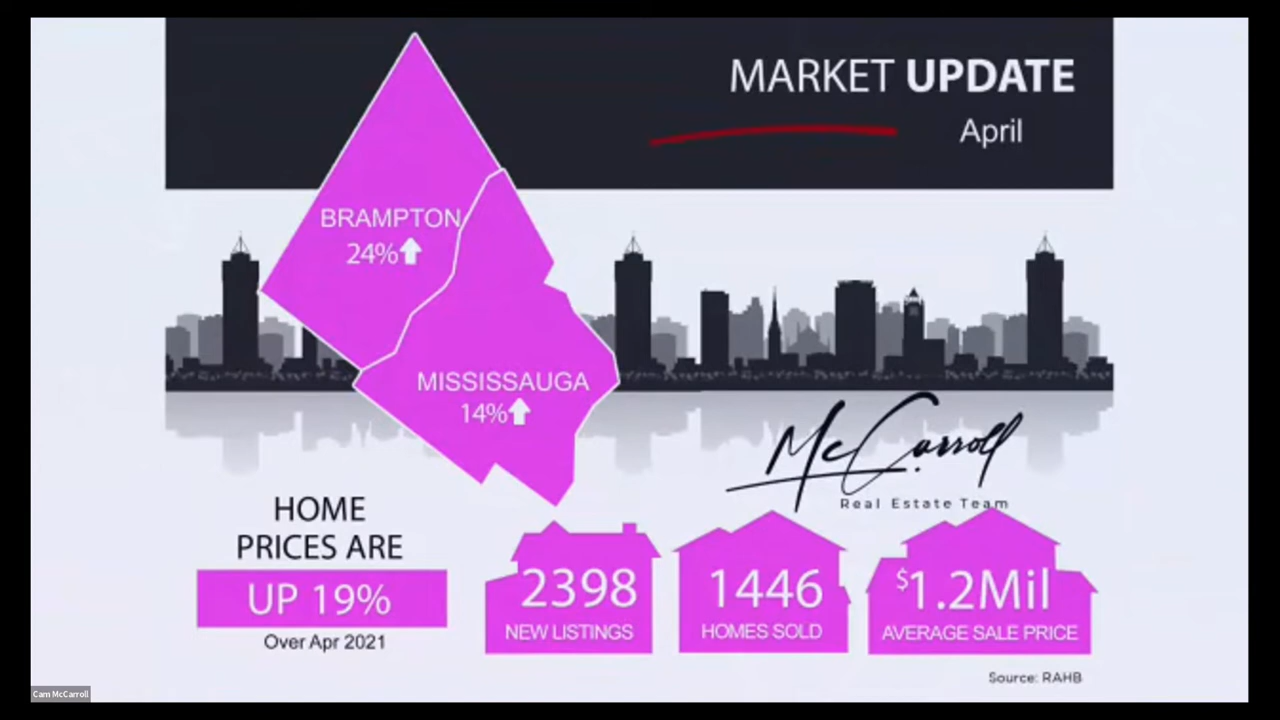 MARKET UPDATE
April
BRAMPTON
24%
MISSISSAUGA
14%
McCarroll
Real Estate Team
HOME
PRICES ARE
UP 19%
Over Apr 2021
2398
NEW LISTINGS
1446
HOMES SOLD
$1.2Mil
AVERAGE SALE PRICE
Source: RAHB
Cam McCarroll